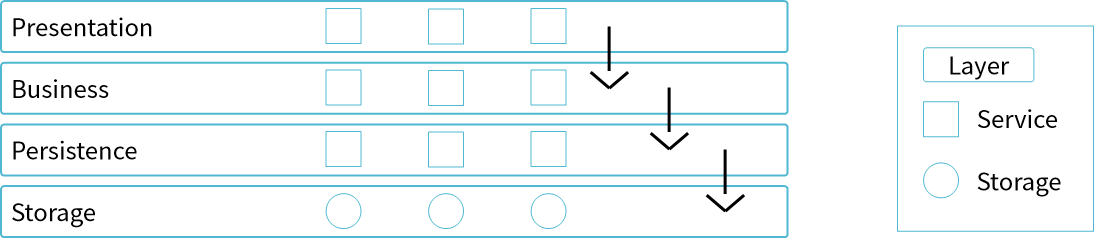 Presentation
Business
Persistence
Storage
Layer
Service
Storage